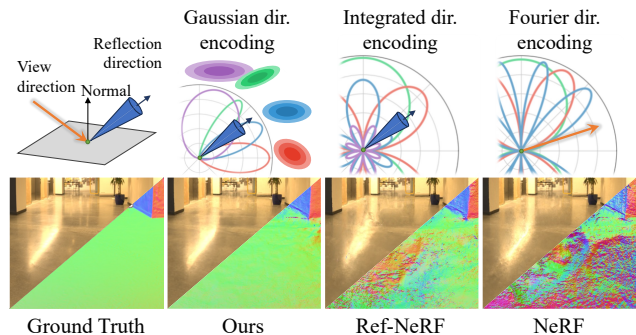 Gaussian dir.
encoding
Integrated dir.
encoding
Fourier dir.
encoding
Reflection
direction
View
direction
Normal
Ground Truth
Ours
Ref-NeRF
NeRF